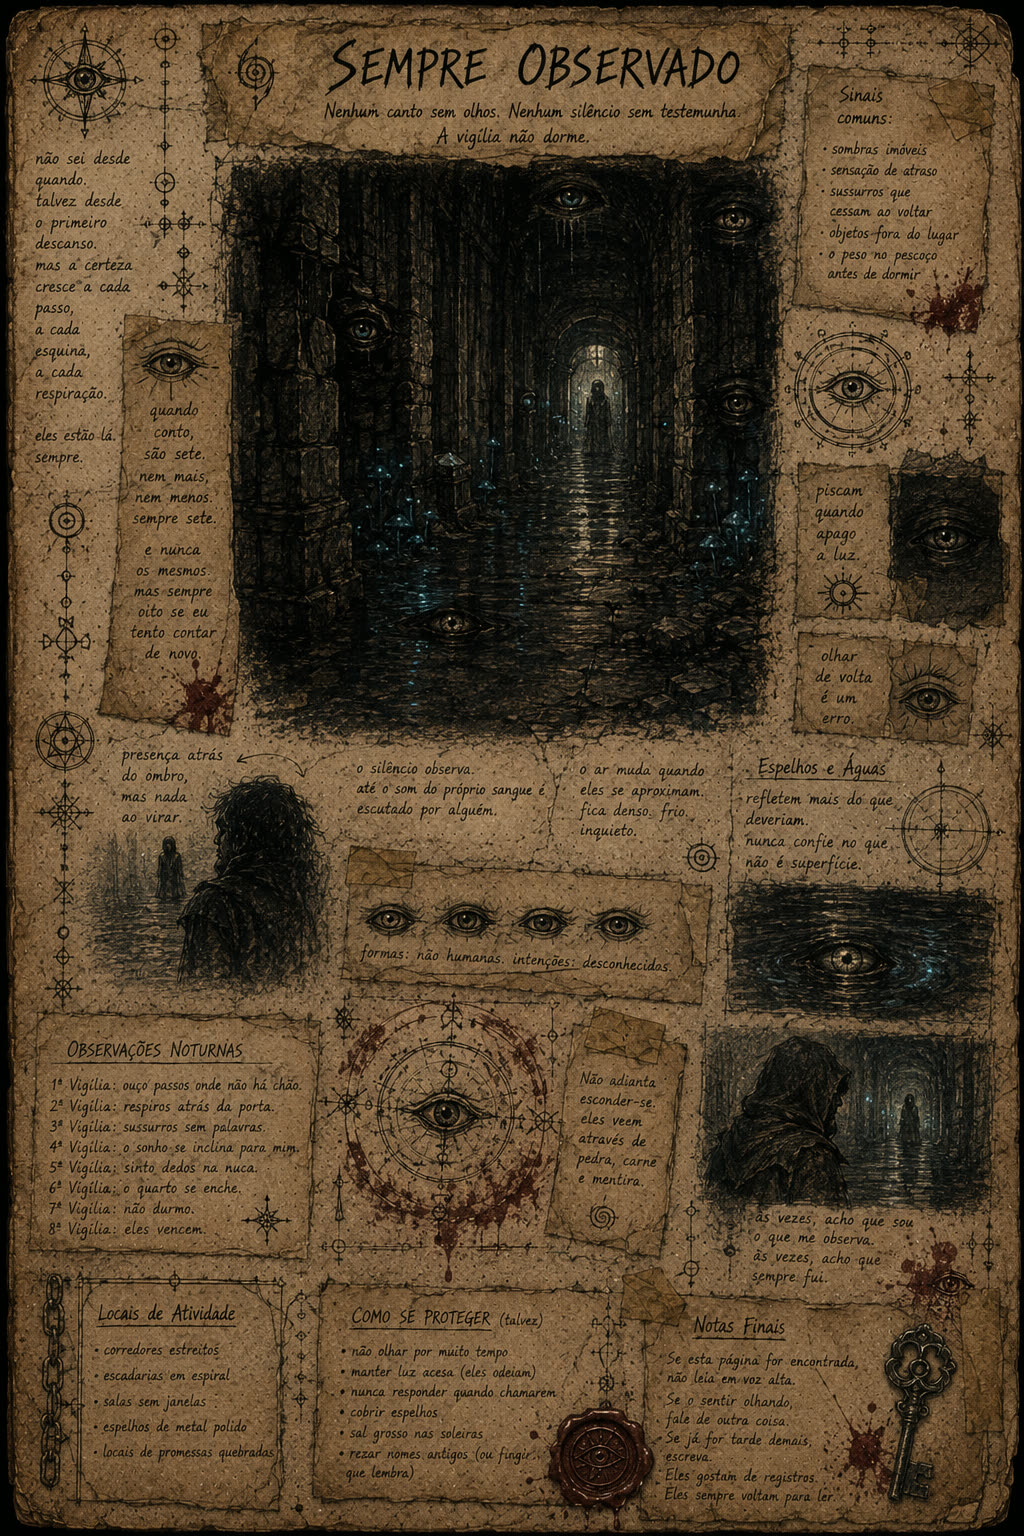 SEMPRE OBSERVADO
Nenhum canto sem olhos. Nenhum silêncio sem testemunha.
A vigília não dorme.
não sei desde
quando.
talvez desde
o primeiro
descanso.
mas a certeza
cresce a cada
passo,
a cada
esquina,
a cada
respiração.
eles estão lá.
sempre.
quando
conto,
são sete.
nem mais,
nem menos.
sempre sete.
e nunca
os mesmos.
mas sempre
oito se eu
tento contar
de novo.
Sinais
comuns:
• sombras imóveis
• sensação de atraso
• sussurros que
cessam ao voltar
• objetos fora do lugar
• o peso no pescoço
antes de dormir
piscam
quando
apago
a luz.
olhar
de volta
é um
erro.
presença atrás
do ombro,
mas nada
ao virar.
o silêncio observa.
até o som do próprio sangue é
escutado por alguém.
o ar muda quando
eles se aproximam.
fica denso. frio.
inquieto.
Espelhos e Águas
refletem mais do que
deveriam.
nunca confie no que
não é superfície.
formas: não humanas. intenções: desconhecidas.
OBSERVAÇÕES NOTURNAS
1ª Vigília: ouço passos onde não há chão.
2ª Vigília: respiros atrás da porta.
3ª Vigília: sussurros sem palavras.
4ª Vigília: o sonho se inclina para mim.
5ª Vigília: sinto dedos na nuca.
6ª Vigília: o quarto se enche.
7ª Vigília: não durmo.
8ª Vigília: eles vencem.
Não adianta
esconder-se.
eles veem
através de
pedra, carne
e mentira.
às vezes, acho que sou
o que me observa.
às vezes, acho que
sempre fui.
Locais de Atividade
• corredores estreitos
• escadarias em espiral
• salas sem janelas
• espelhos de metal polido
• locais de promessas quebradas
COMO SE PROTEGER (talvez)
• não olhar por muito tempo
• manter luz acesa (eles odeiam)
• nunca responder quando chamarem
• cobrir espelhos
• sal grosso nas soleiras
• rezar nomes antigos (ou fingir
que lembra)
Notas Finais
• Se esta página for encontrada,
não leia em voz alta.
• Se o sentir olhando,
fale de outra coisa.
• Se já for tarde demais,
escreva.
Eles gostam de registros.
Eles sempre voltam para ler.